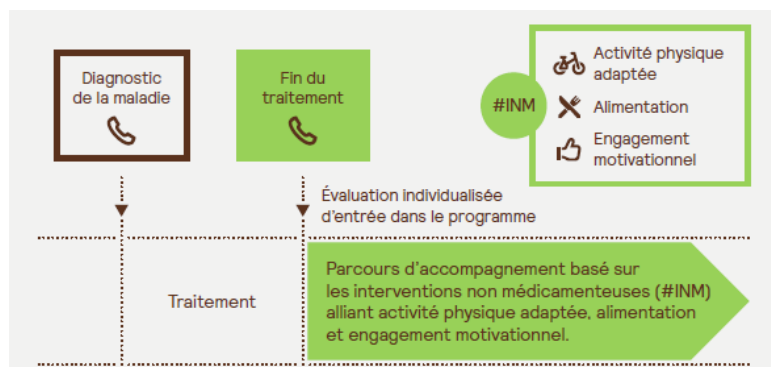 Diagnostic
de la maladie
Fin du
traitement
#INM
Activité physique
adaptée
Alimentation
Engagement
motivationnel
Évaluation individualisée
d'entrée dans le programme
Traitement
Parcours d'accompagnement basé sur
les interventions non médicamenteuses (#INM)
alliant activité physique adaptée, alimentation
et engagement motivationnel.